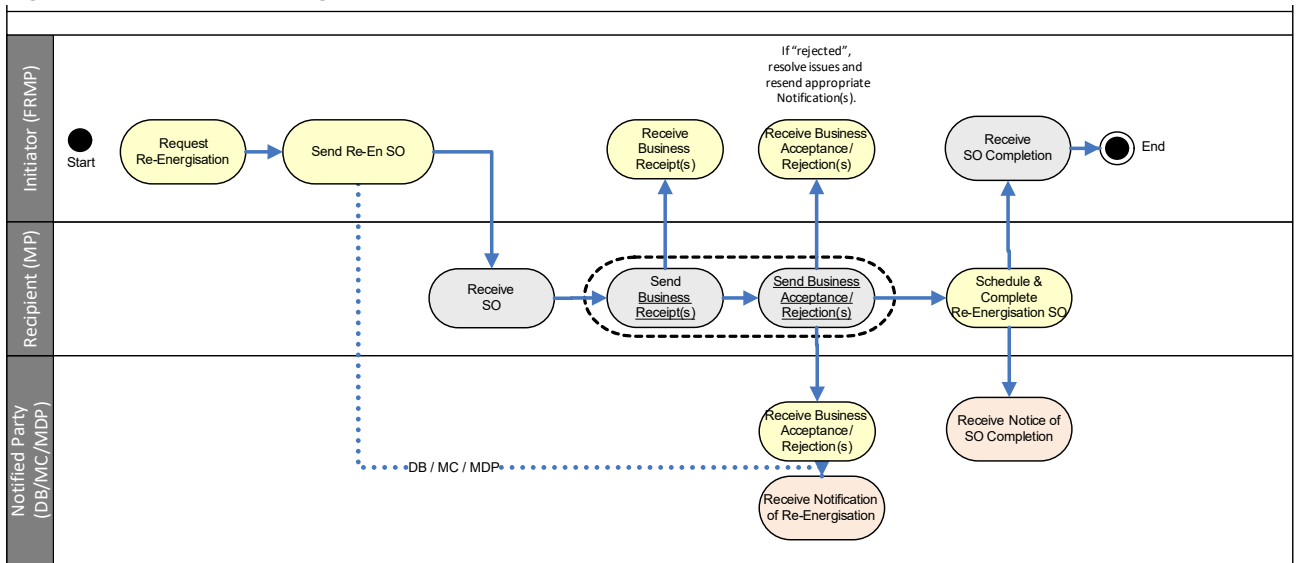 Initiator (FRMP)
Start
Request
Re-Energisation
Send Re-En SO
Receive
Business
Receipt(s)
If “rejected”,
resolve issues and
resend appropriate
Notification(s).
Receive Business
Acceptance/
Rejection(s)
Receive
SO Completion
End
Recipient (MP)
Receive
SO
Send
Business
Receipt(s)
Send Business
Acceptance/
Rejection(s)
Schedule &
Complete
Re-Energisation SO
Notified Party
(DB/MC/MDP)
DB / MC / MDP
Receive Business
Acceptance/
Rejection(s)
Receive Notification
of Re-Energisation
Receive Notice of
SO Completion